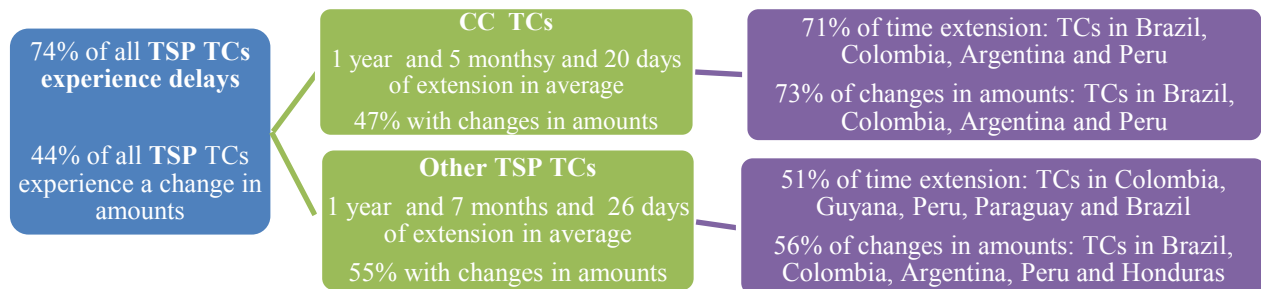 74% of all TSP TCs
experience delays
44% of all TSP TCs
experience a change in
amounts
CC TCs
1 year and 5 monthsy and 20 days
of extension in average
47% with changes in amounts
Other TSP TCs
1 year and 7 months and 26 days
of extension in average
55% with changes in amounts
71% of time extension: TCs in Brazil,
Colombia, Argentina and Peru
73% of changes in amounts: TCs in Brazil,
Colombia, Argentina and Peru
51% of time extension: TCs in Colombia,
Guyana, Peru, Paraguay and Brazil
56% of changes in amounts: TCs in Brazil,
Colombia, Argentina, Peru and Honduras